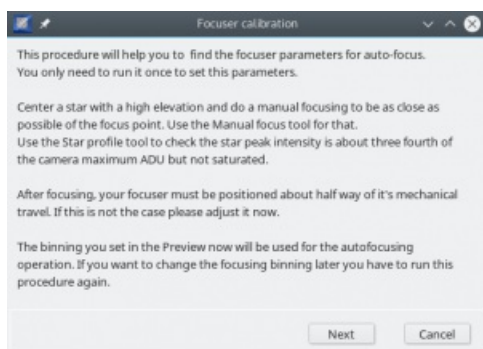 Focuser calibration
This procedure will help you to find the focuser parameters for auto-focus.
You only need to run it once to set this parameters.
Center a star with a high elevation and do a manual focusing to be as close as
possible of the focus point. Use the Manual focus tool for that.
Use the Star profile tool to check the star peak intensity is about three fourth of
the camera maximum ADU but not saturated.
After focusing, your focuser must be positioned about half way of it's mechanical
travel. If this is not the case please adjust it now.
The binning you set in the Preview now will be used for the autofocusing
operation. If you want to change the focusing binning later you have to run this
procedure again.
Next Cancel